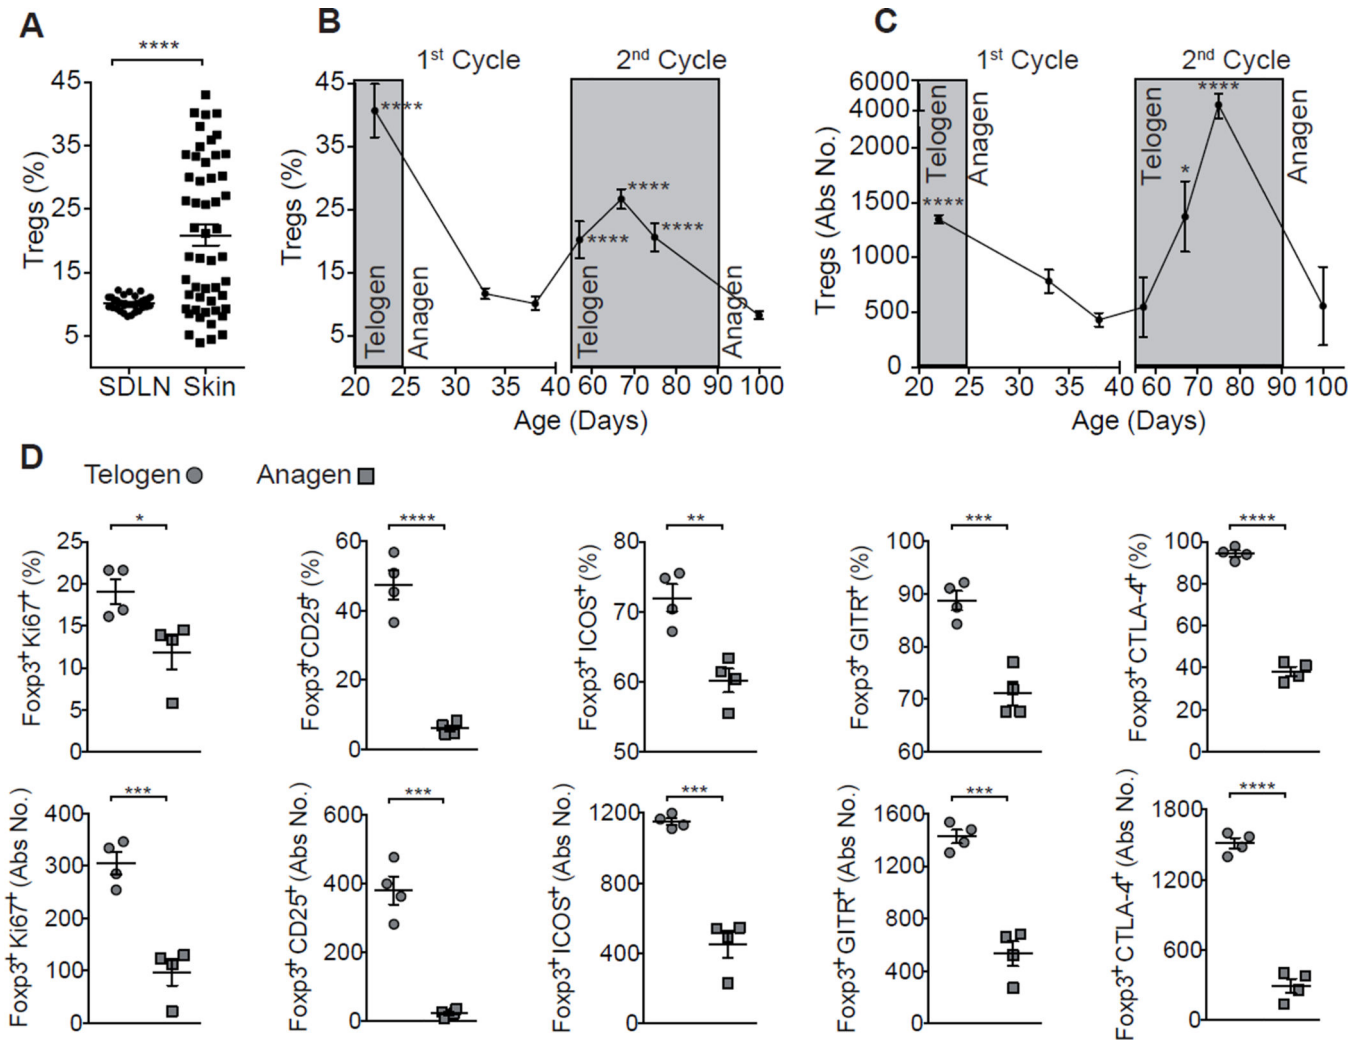 A
****
Tregs (%)
45
35
25
15
5
SDLN Skin
B
1st Cycle
2nd Cycle
Tregs (%)
45
35
25
15
5
****
****
****
****
Telogen
Anagen
Telogen
Anagen
20 25 30 35 40 60 70 80 90 100
Age (Days)
C
1st Cycle
2nd Cycle
Tregs (Abs No.)
6000
4000
2000
1500
1000
500
0
Telogen
Anagen
Telogen
Anagen
****
*
****
20 25 30 35 40 60 70 80 90 100
Age (Days)
D
Telogen
Anagen
*
Foxp3+Ki67+ (%)
25
20
15
10
5
0
****
Foxp3+CD25+ (%)
60
40
20
0
**
Foxp3+ICOS+ (%)
80
70
60
50
***
Foxp3+GITR+ (%)
100
90
80
70
60
****
Foxp3+CTLA-4+ (%)
100
80
60
40
20
0
***
Foxp3+Ki67+ (Abs No.)
400
300
200
100
0
***
Foxp3+CD25+ (Abs No.)
600
400
200
0
***
Foxp3+ICOS+ (Abs No.)
1200
800
400
0
***
Foxp3+GITR+ (Abs No.)
1600
1200
800
400
0
****
Foxp3+CTLA-4+ (Abs No.)
1800
1200
600
0